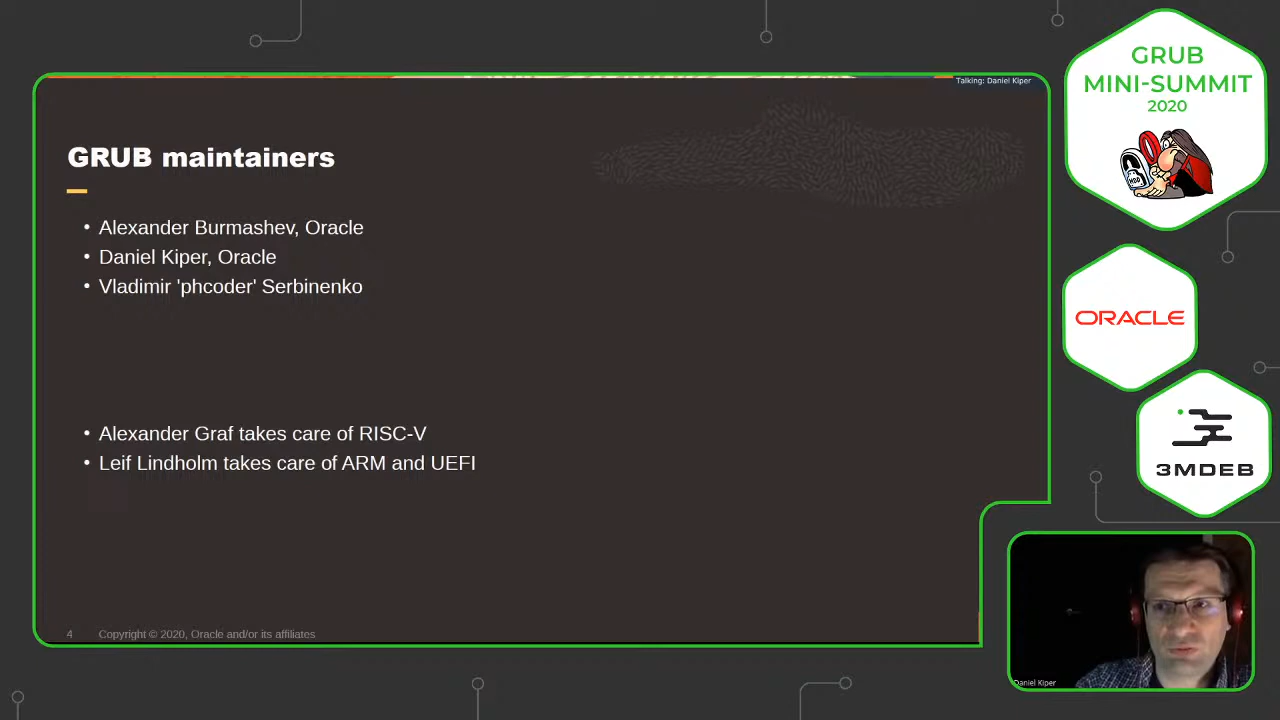 GRUB
MINI-SUMMIT
2020
Talking: Daniel Kiper
GRUB maintainers
• Alexander Burmashev, Oracle
• Daniel Kiper, Oracle
• Vladimir 'phcoder' Serbinenko
• Alexander Graf takes care of RISC-V
• Leif Lindholm takes care of ARM and UEFI
4 Copyright © 2020, Oracle and/or its affiliates
ORACLE
3MDEB
Daniel Kiper